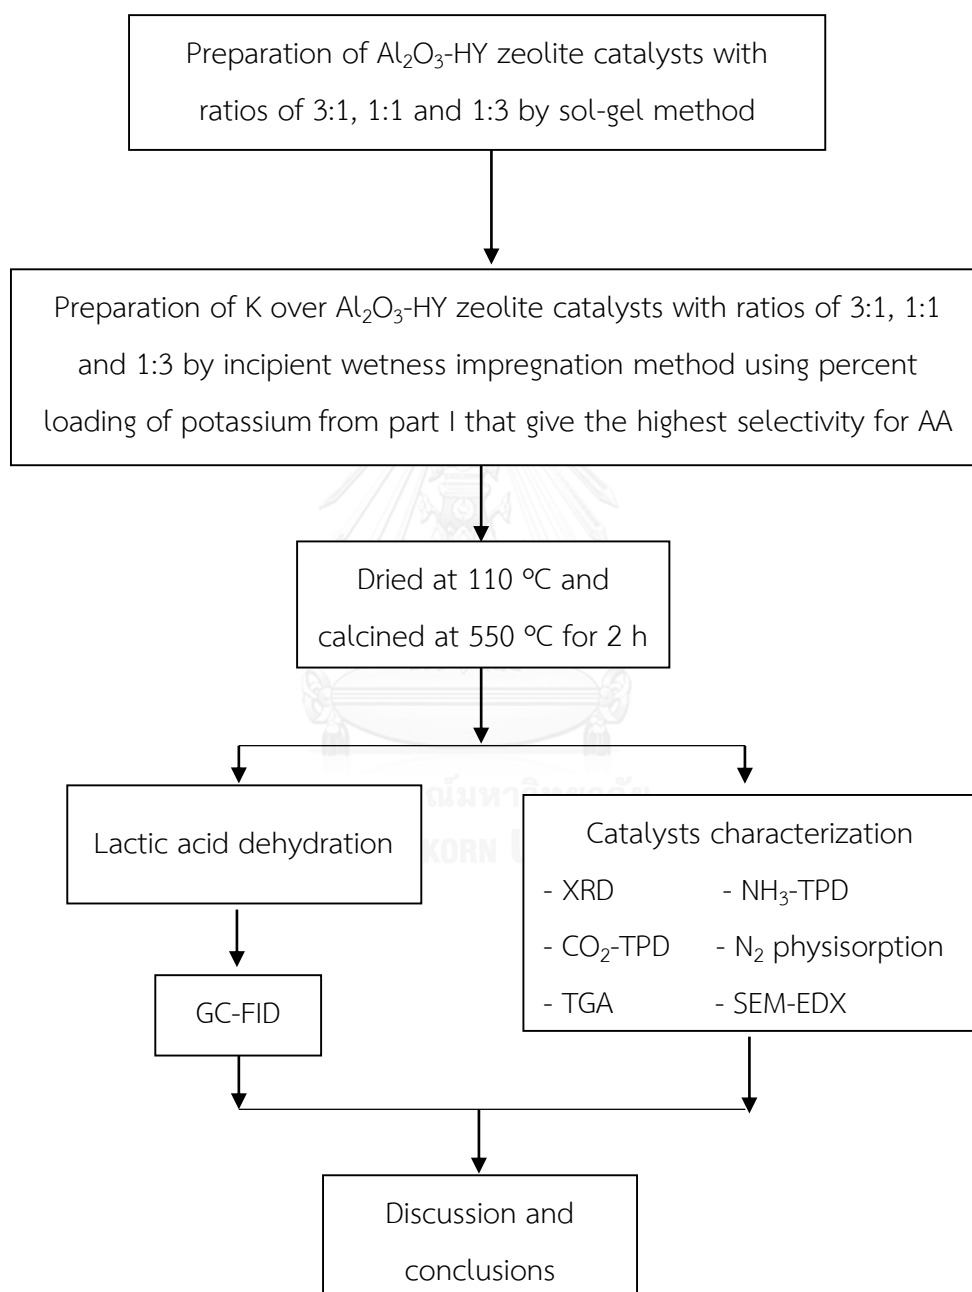 Preparation of Al₂O₃-HY zeolite catalysts with
ratios of 3:1, 1:1 and 1:3 by sol-gel method
Preparation of K over Al₂O₃-HY zeolite catalysts with ratios of 3:1, 1:1
and 1:3 by incipient wetness impregnation method using percent
loading of potassium from part I that give the highest selectivity for AA
Dried at 110 ºC and
calcined at 550 ºC for 2 h
Lactic acid dehydration
GC-FID
Catalysts characterization
- XRD - NH₃-TPD
- CO₂-TPD - N₂ physisorption
- TGA - SEM-EDX
Discussion and
conclusions